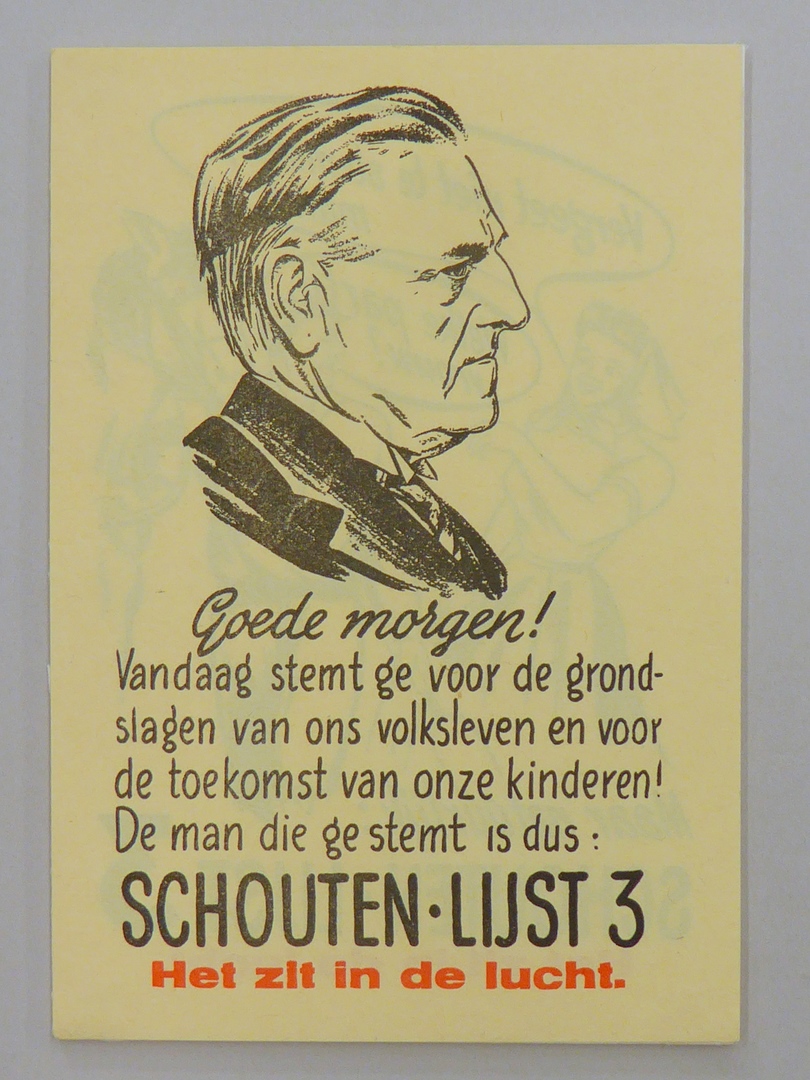 Goede morgen!
Vandaag stemt ge voor de grond-
slagen van ons volksleven en voor
de toekomst van onze kinderen!
De man die ge stemt is dus:
SCHOUTEN·LIJST 3
Het zit in de lucht.